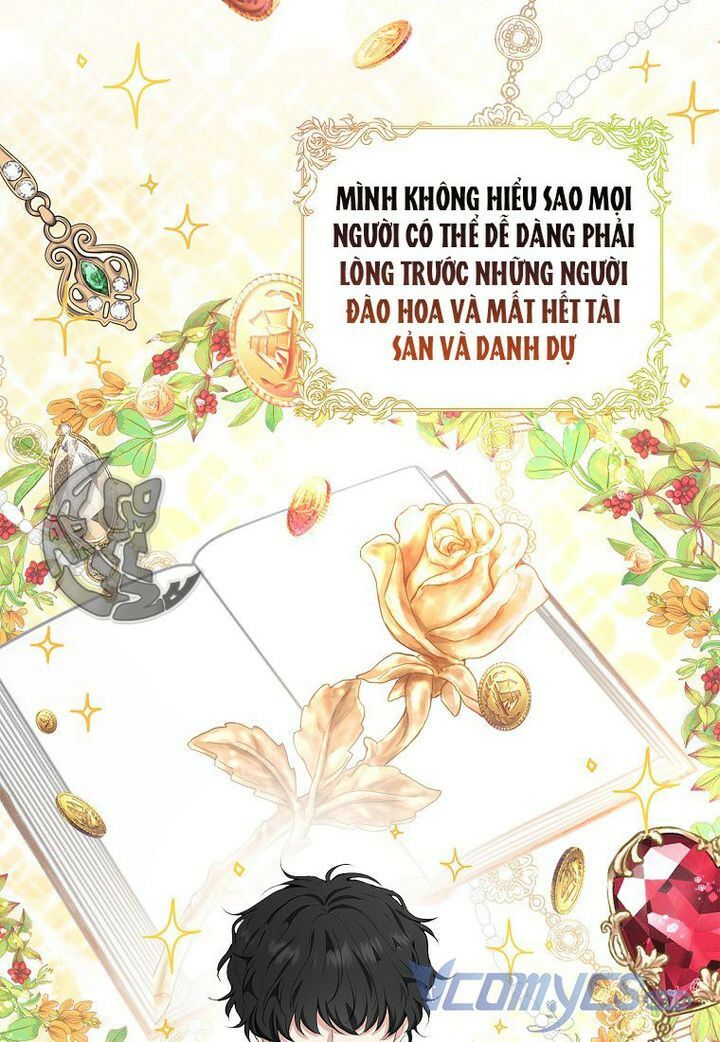 MÌNH KHÔNG HIỂU SAO MỌI
NGƯỜI CÓ THỂ DỄ DÀNG PHẢI
LÒNG TRƯỚC NHỮNG NGƯỜI
ĐÀO HOA VÀ MẤT HẾT TÀI
SẢN VÀ DANH DỰ